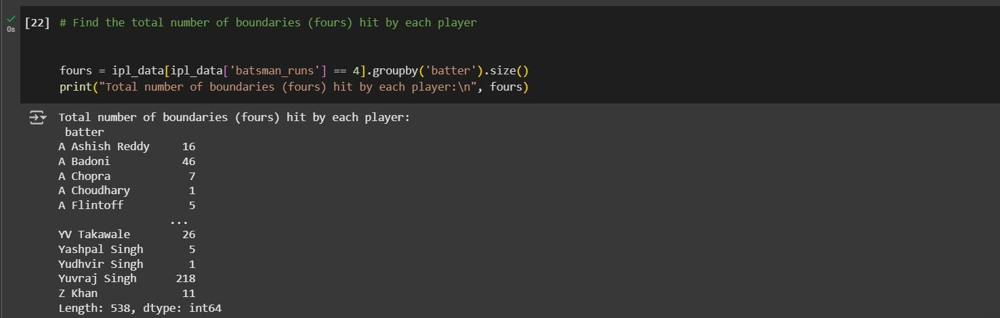 [22] # Find the total number of boundaries (fours) hit by each player
0s
fours = ipl_data[ipl_data['batsman_runs'] == 4].groupby('batter').size()
print("Total number of boundaries (fours) hit by each player:\n", fours)
Total number of boundaries (fours) hit by each player:
batter
A Ashish Reddy 16
A Badoni 46
A Chopra 7
A Choudhary 1
A Flintoff 5
...
YV Takawale 26
Yashpal Singh 5
Yudhvir Singh 1
Yuvraj Singh 218
Z Khan 11
Length: 538, dtype: int64